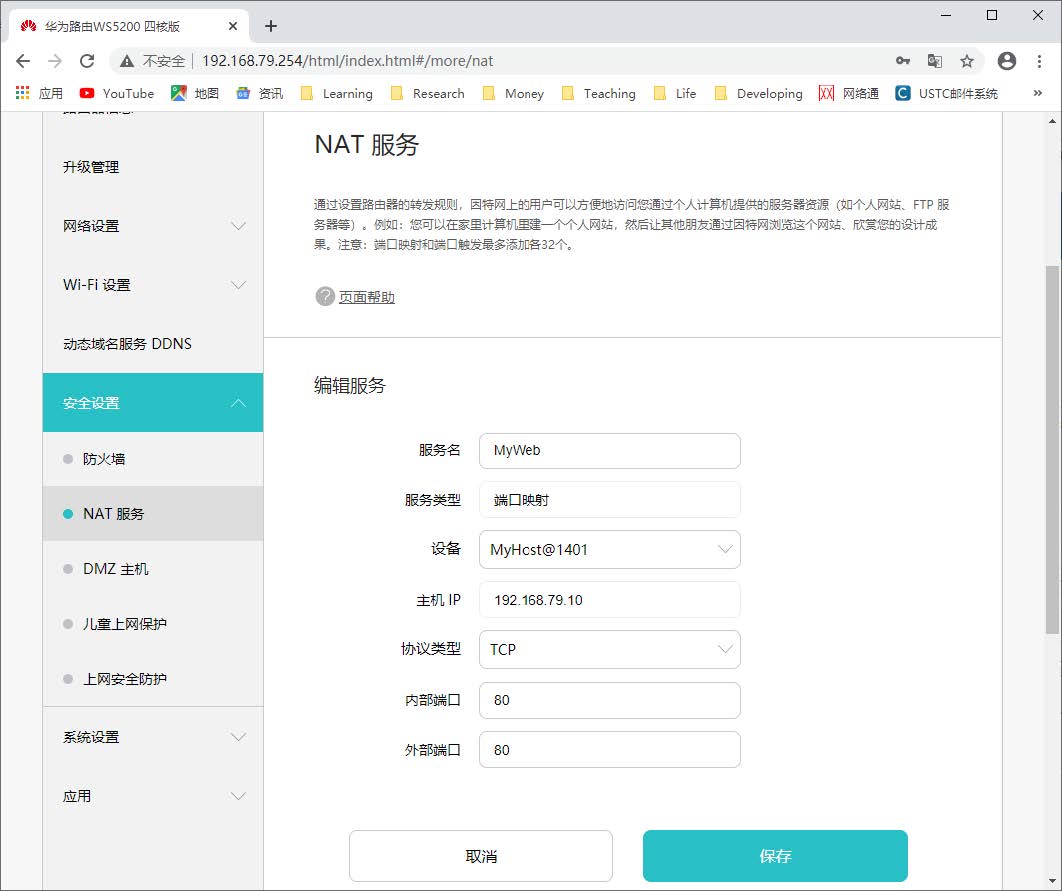 华为路由WS5200 四核版
不安全
192.168.79.254/html/index.html#/more/nat
应用
YouTube
地图
资讯
Learning
Research
Money
Teaching
Life
Developing
网络通
USTC邮件系统
升级管理
网络设置
Wi-Fi 设置
动态域名服务 DDNS
安全设置
防火墙
NAT 服务
DMZ 主机
儿童上网保护
上网安全防护
系统设置
应用
NAT 服务
通过设置路由器的转发规则，因特网上的用户可以方便地访问您通过个人计算机提供的服务器资源（如个人网站、FTP 服
务器等）。例如：您可以在家里计算机里建一个个人网站，然后让其他朋友通过因特网浏览这个网站、欣赏您的设计成
果。注意：端口映射和端口触发最多添加各32个。
? 页面帮助
编辑服务
服务名 MyWeb
服务类型 端口映射
设备 MyHcst@1401
主机 IP 192.168.79.10
协议类型 TCP
内部端口 80
外部端口 80
取消
保存